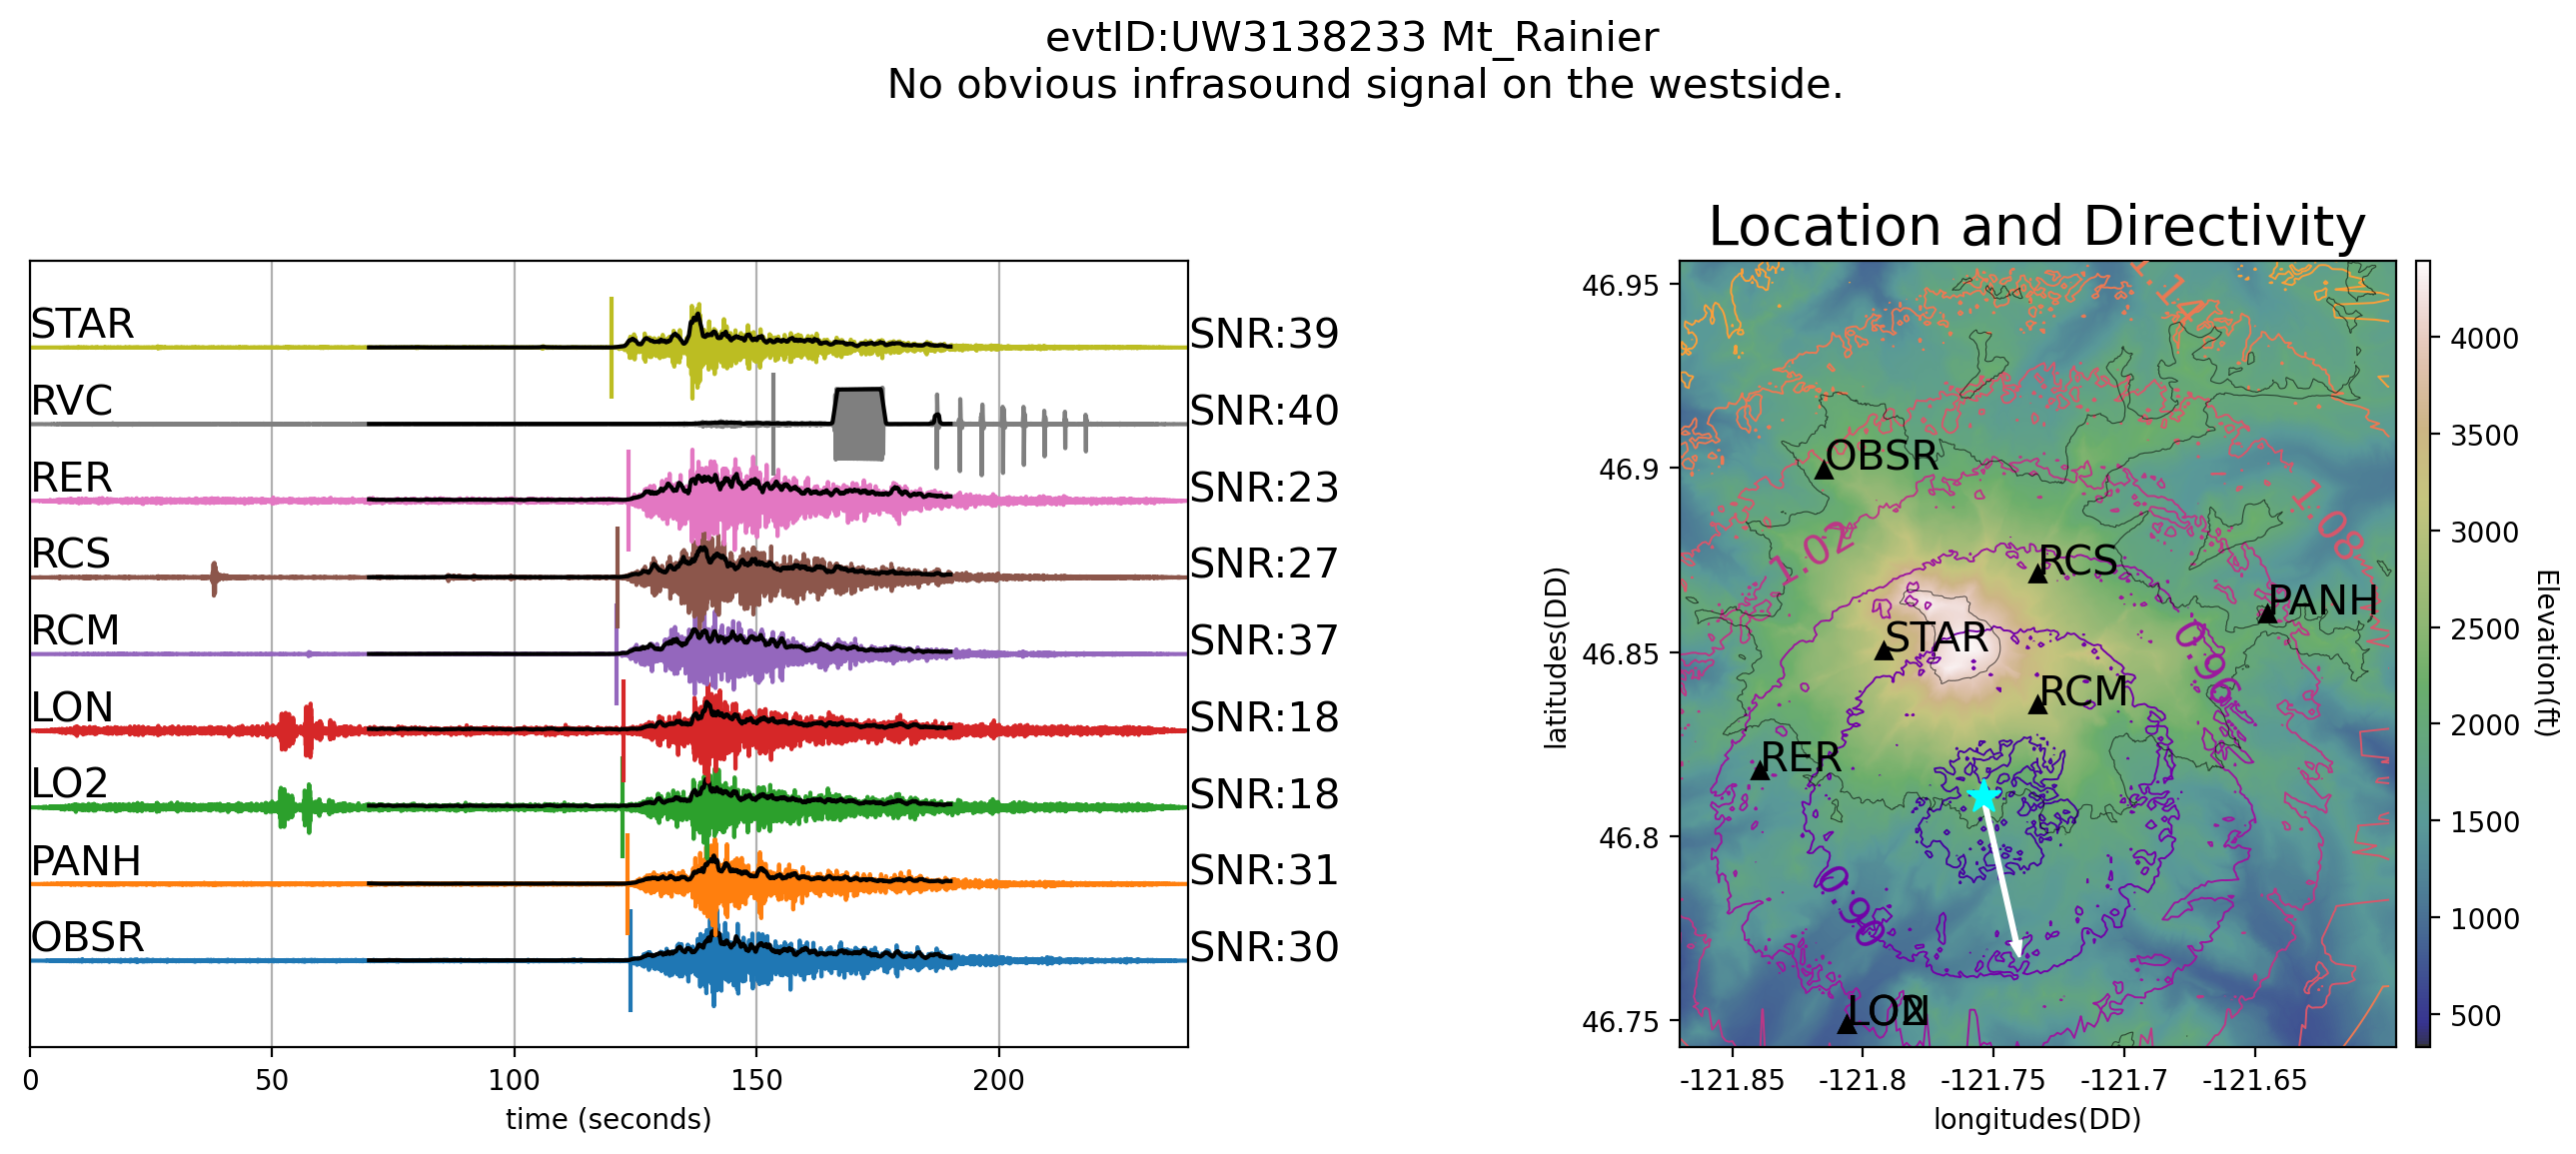 evtID:UW3138233 Mt_Rainier
No obvious infrasound signal on the westside.
STAR
SNR:39
RVC
SNR:40
RER
SNR:23
RCS
SNR:27
RCM
SNR:37
LON
SNR:18
LO2
SNR:18
PANH
SNR:31
OBSR
SNR:30
0
50
100
150
200
time (seconds)
Location and Directivity
46.95
46.9
46.85
46.8
46.75
latitudes(DD)
1.14
OBSR
1.08
1.02
RCS
PANH
STAR
0.96
RCM
RER
0.90
LON
LO2
-121.85
-121.8
-121.75
-121.7
-121.65
longitudes(DD)
4000
3500
3000
2500
2000
1500
1000
500
Elevation(ft)